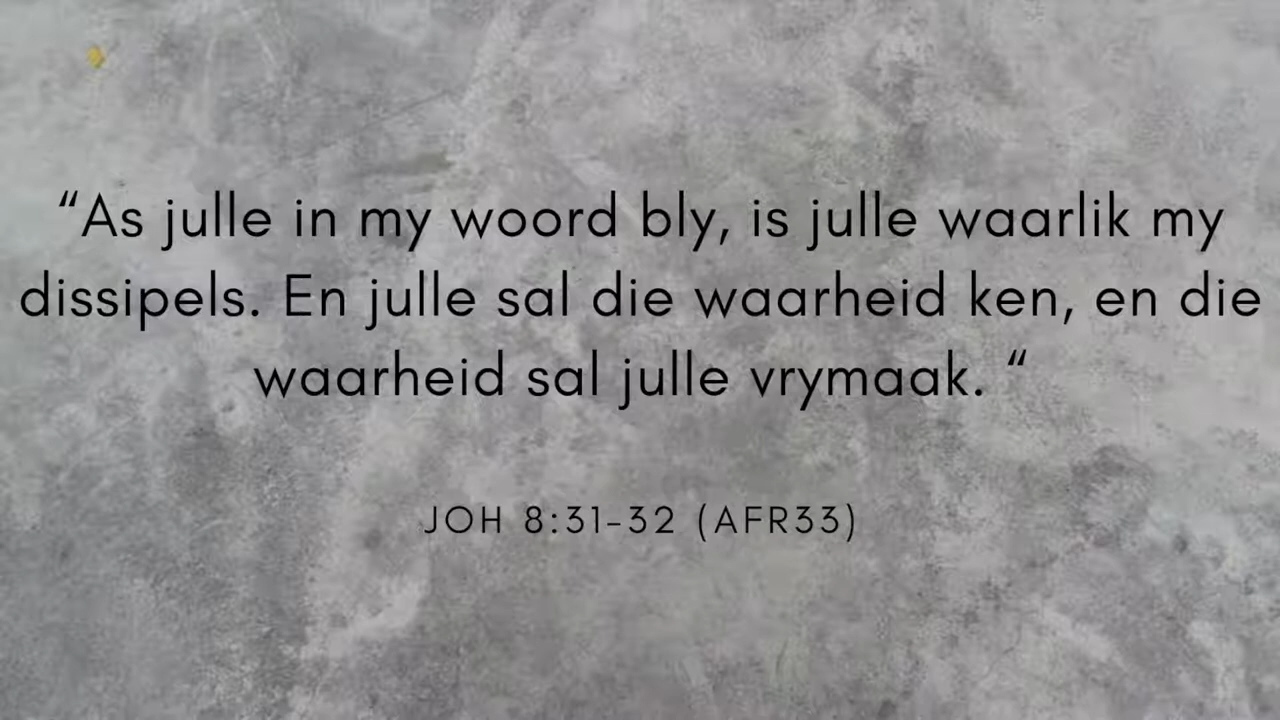 “As julle in my woord bly, is julle waarlik my
dissipels. En julle sal die waarheid ken, en die
waarheid sal julle vrymaak. “
JOH 8:31-32 (AFR33)